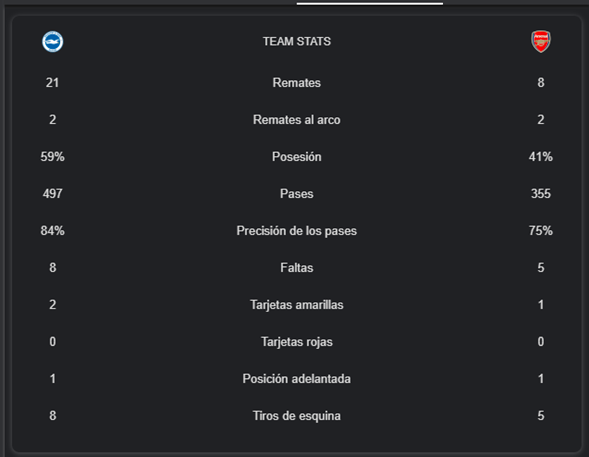 TEAM STATS
21 Remates 8
2 Remates al arco 2
59% Posesión 41%
497 Pases 355
84% Precisión de los pases 75%
8 Faltas 5
2 Tarjetas amarillas 1
0 Tarjetas rojas 0
1 Posición adelantada 1
8 Tiros de esquina 5